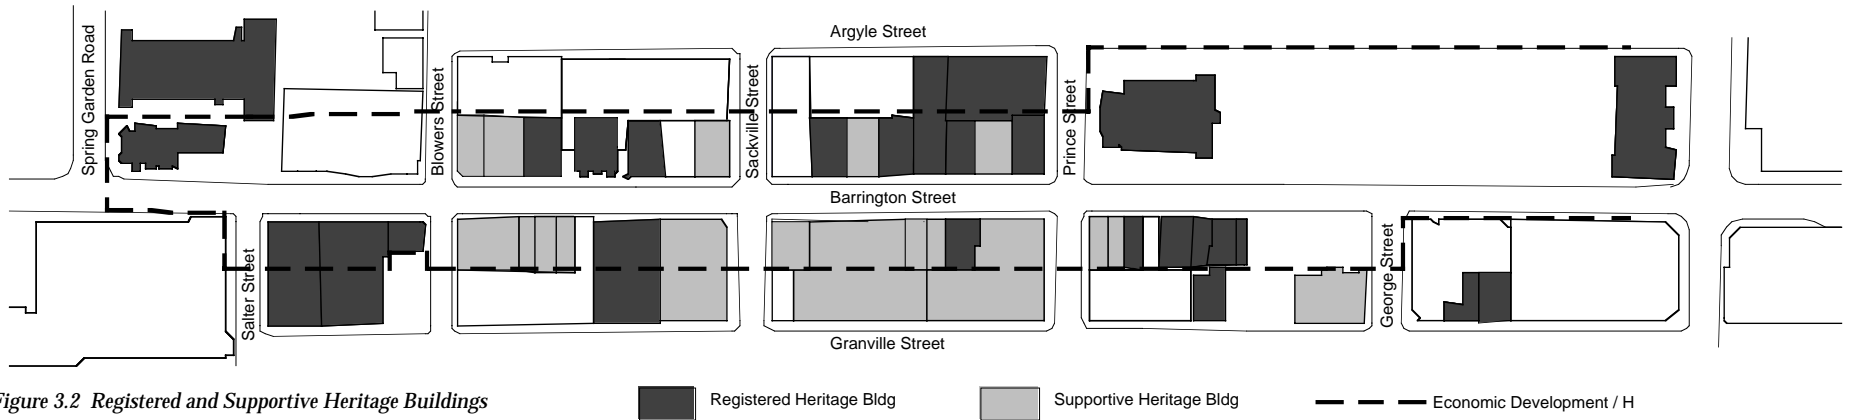 Argyle Street
Spring Garden Road
Blowers Street
Sackville Street
Prince Street
Barrington Street
Salter Street
George Street
Granville Street
Figure 3.2 Registered and Supportive Heritage Buildings
Registered Heritage Bldg
Supportive Heritage Bldg
Economic Development / H